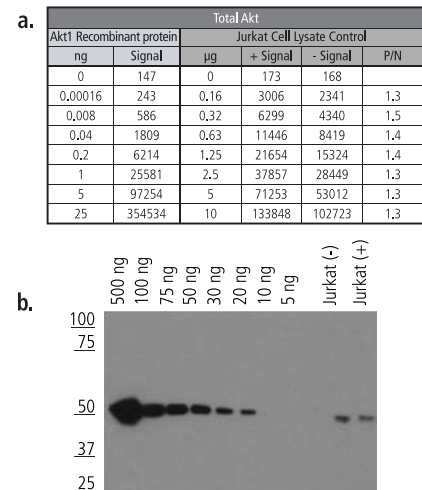 a.
Total Akt
Akt1 Recombinant protein Jurkat Cell Lysate Control
ng Signal µg + Signal - Signal P/N
0 147 0 173 168
0.00016 243 0.16 3006 2341 1.3
0.008 586 0.32 6299 4340 1.5
0.04 1809 0.63 11446 8419 1.4
0.2 6214 1.25 21654 15324 1.4
1 25581 2.5 37857 28449 1.3
5 97254 5 71253 53012 1.3
25 354534 10 133848 102723 1.3
b.
500 ng 100 ng 75 ng 50 ng 30 ng 20 ng 10 ng 5 ng Jurkat (-) Jurkat (+)
100
75
50
37
25